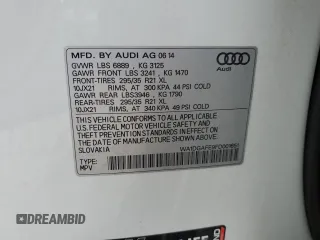 MFD. BY AUDI AG 06 14
GVWR LBS 6889 , KG 3125
GAWR FRONT LBS 3241 , KG 1470
FRONT-TIRES 295/35 R21 XL
10JX21 RIMS, AT 300 KPA/ 44 PSI COLD
GAWR REAR LBS3946 , KG 1790
REAR-TIRES 295/35 R21 XL
10JX21 RIMS, AT 340 KPA/ 49 PSI COLD
Audi
THIS VEHICLE CONFORMS TO ALL APPLICABLE
FEDERAL MOTOR VEHICLE SAFETY, BUMPER, AND
THEFT PREVENTION STANDARDS IN EFFECT ON THE
DATE OF MANUFACTURE SHOWN ABOVE.
SLOVAKIA
TYPE:
MPV
AUTOBIDMASTER